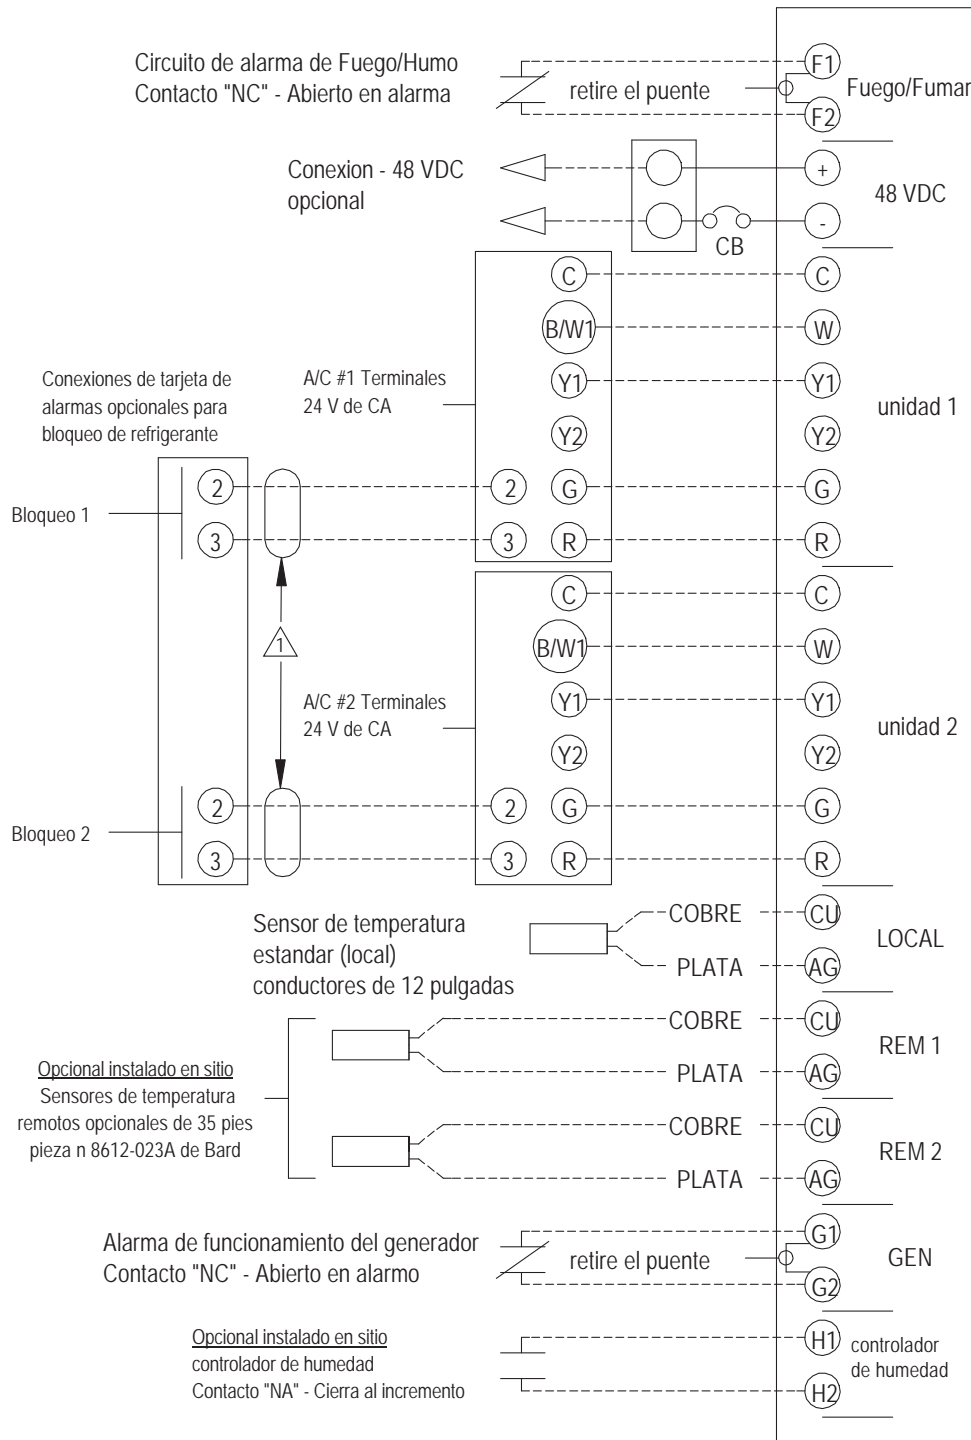 Circuito de alarma de Fuego/Humo
Contacto "NC" - Abierto en alarma
retire el puente
F1
F2
Fuego/Fumar
Conexion - 48 VDC
opcional
CB
+
-
48 VDC
Conexiones de tarjeta de
alarmas opcionales para
bloqueo de refrigerante
Bloqueo 1
2
3
1
A/C #1 Terminales
24 V de CA
C
B/W1
Y1
Y2
2
G
3
R
C
W
Y1
Y2
G
R
unidad 1
Bloqueo 2
2
3
A/C #2 Terminales
24 V de CA
C
B/W1
Y1
Y2
2
G
3
R
C
W
Y1
Y2
G
R
unidad 2
Sensor de temperatura
estandar (local)
conductores de 12 pulgadas
COBRE
CU
PLATA
AG
LOCAL
Opcional instalado en sitio
Sensores de temperatura
remotos opcionales de 35 pies
pieza n 8612-023A de Bard
COBRE
CU
PLATA
AG
REM 1
COBRE
CU
PLATA
AG
REM 2
Alarma de funcionamiento del generador
Contacto "NC" - Abierto en alarmo
retire el puente
G1
G2
GEN
Opcional instalado en sitio
controlador de humedad
Contacto "NA" - Cierra al incremento
H1
H2
controlador
de humedad